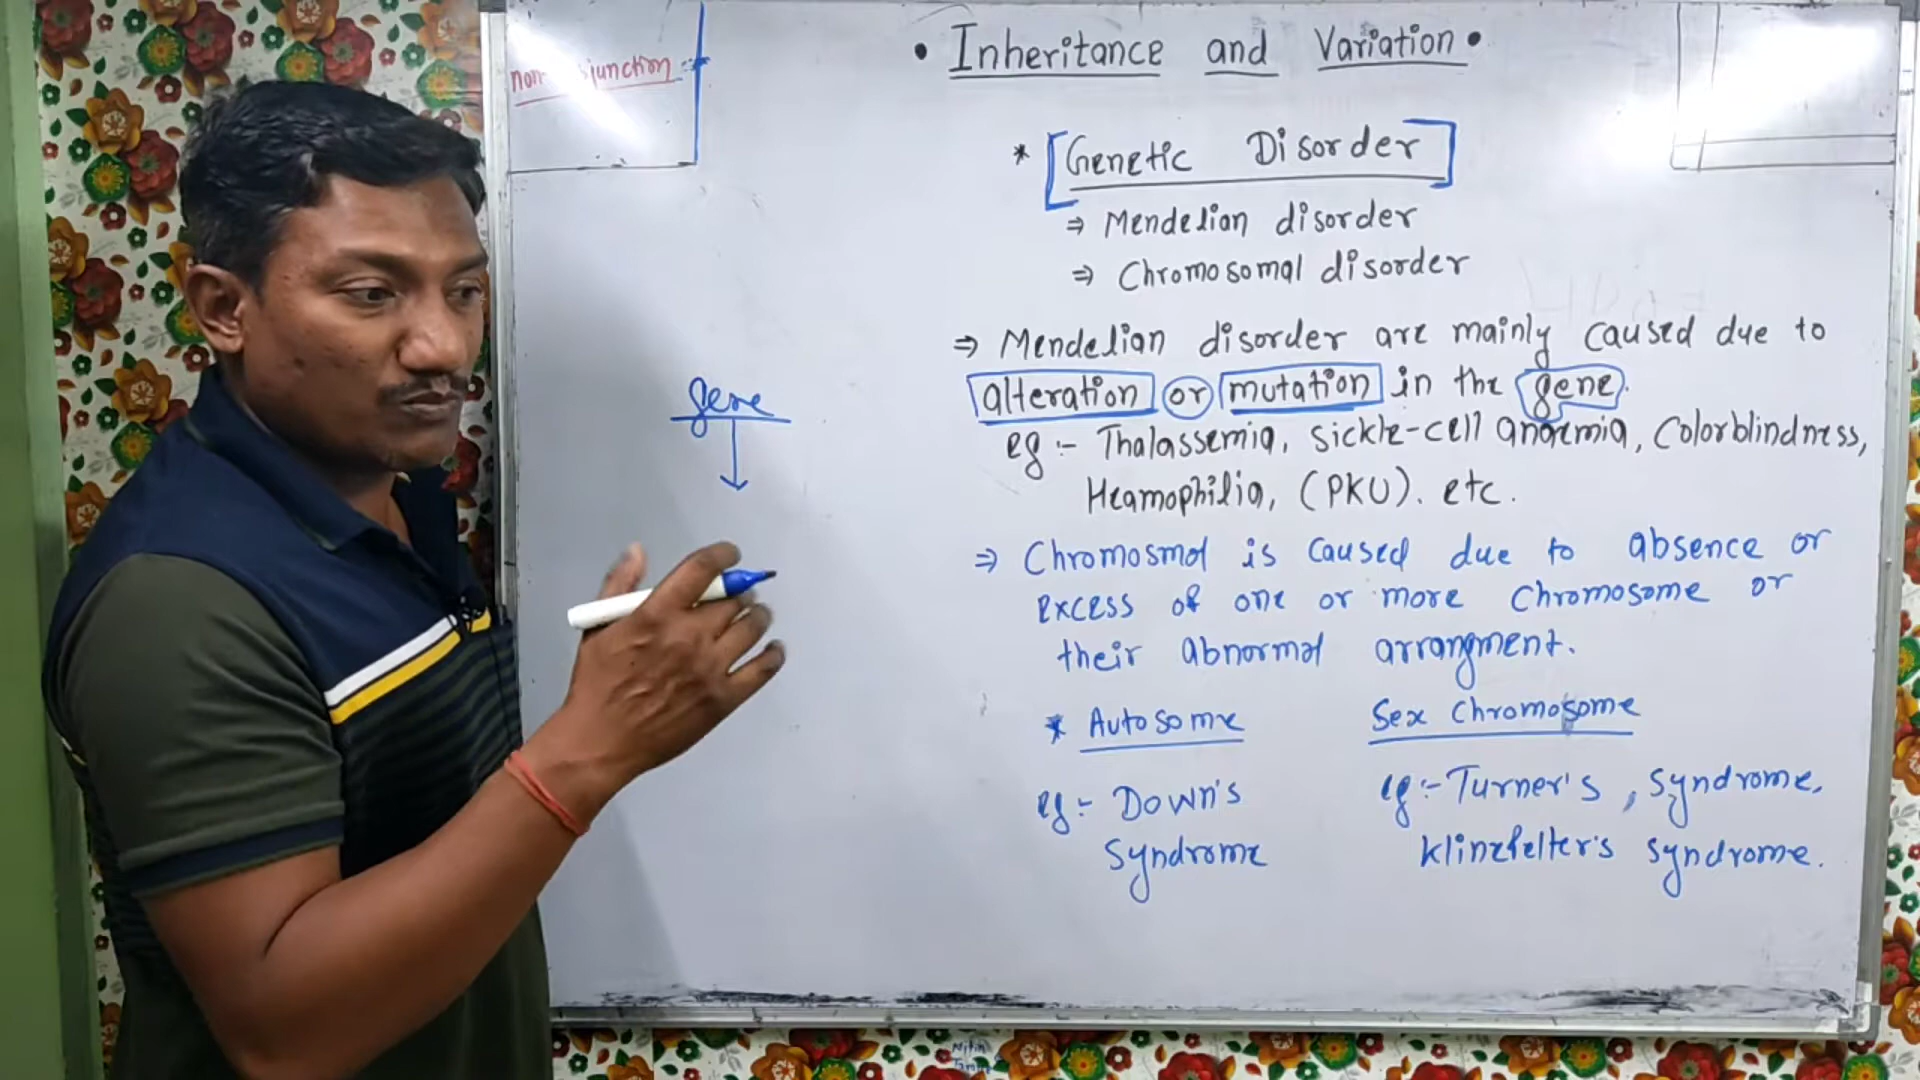 • Inheritance and Variation •
* [Genetic Disorder]
⇒ Mendelian disorder
⇒ Chromosomal disorder
⇒ Mendelian disorder are mainly caused due to
alteration or mutation in the gene.
eg :- Thalassemia, Sickle-cell anaemia, Colorblindness,
Heamophilia, (PKU). etc.
⇒ Chromosmal is caused due to absence or
excess of one or more chromosome or
their abnormal arrangment.
* Autosome Sex Chromosome
eg :- Down's
Syndrome
eg :- Turner's, Syndrome,
Klinefelter's syndrome.
gene
junction
Nitin